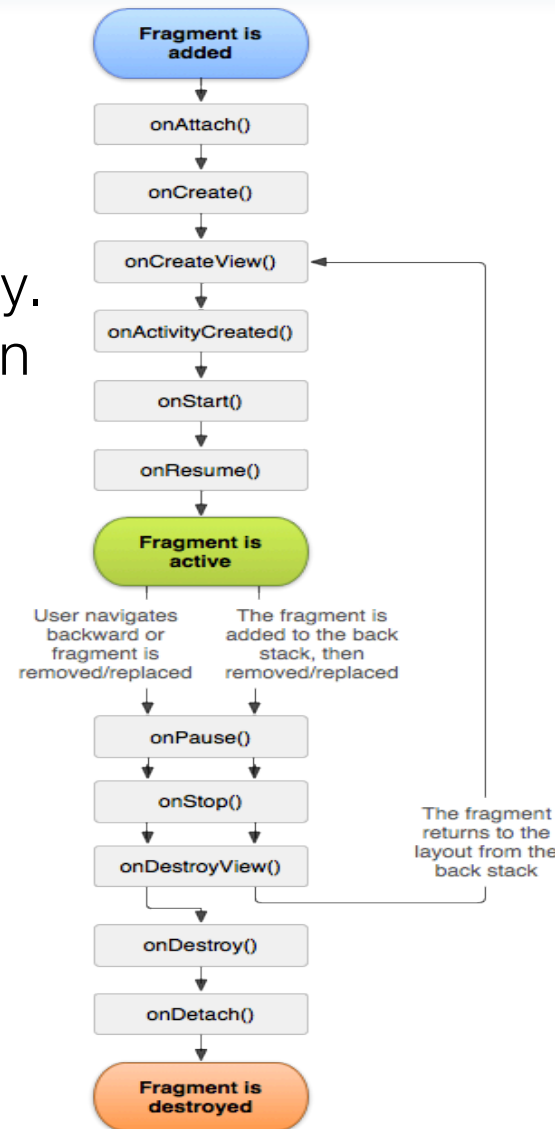 Fragment is
added
onAttach()
onCreate()
onCreateView()
y.
onActivityCreated()
n
onStart()
onResume()
Fragment is
active
User navigates
backward or
fragment is
removed/replaced
The fragment is
added to the back
stack, then
removed/replaced
onPause()
onStop()
onDestroyView()
The fragment
returns to the
layout from the
back stack
onDestroy()
onDetach()
Fragment is
destroyed